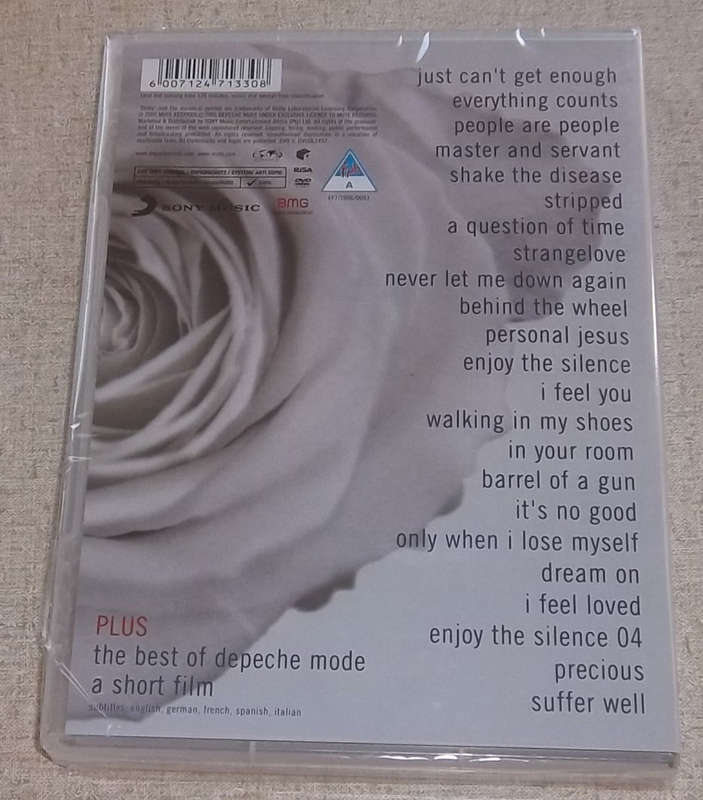 6 007124 713308
SONY MUSIC
BMG
RISA
DVD
A
just can't get enough
everything counts
people are people
master and servant
shake the disease
stripped
a question of time
strangelove
never let me down again
behind the wheel
personal jesus
enjoy the silence
i feel you
walking in my shoes
in your room
barrel of a gun
it's no good
only when i lose myself
dream on
i feel loved
enjoy the silence 04
precious
suffer well
PLUS
the best of depeche mode
a short film
subtitles: english, german, french, spanish, italian